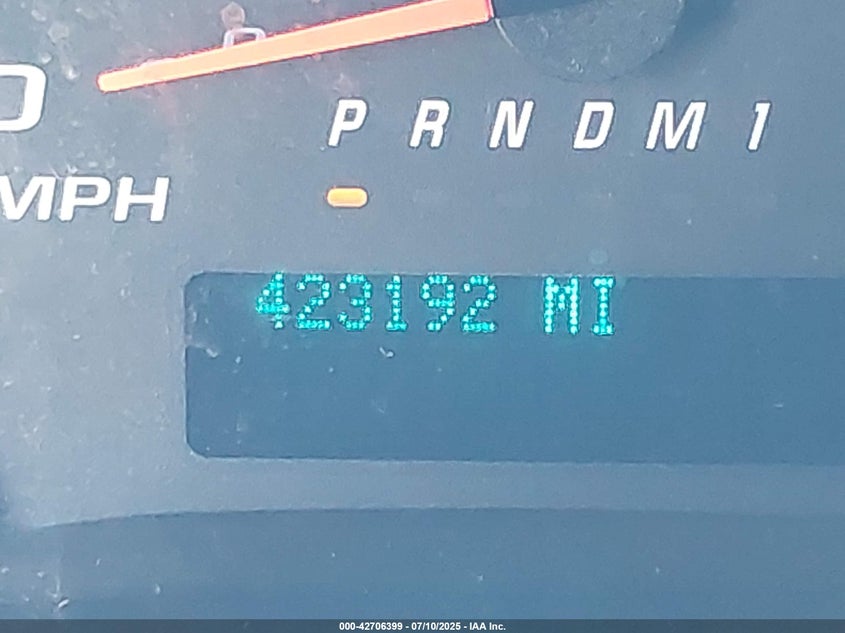 P R N D M 1
MPH
423192 MI
000-42706399 - 07/10/2025 - IAA Inc.